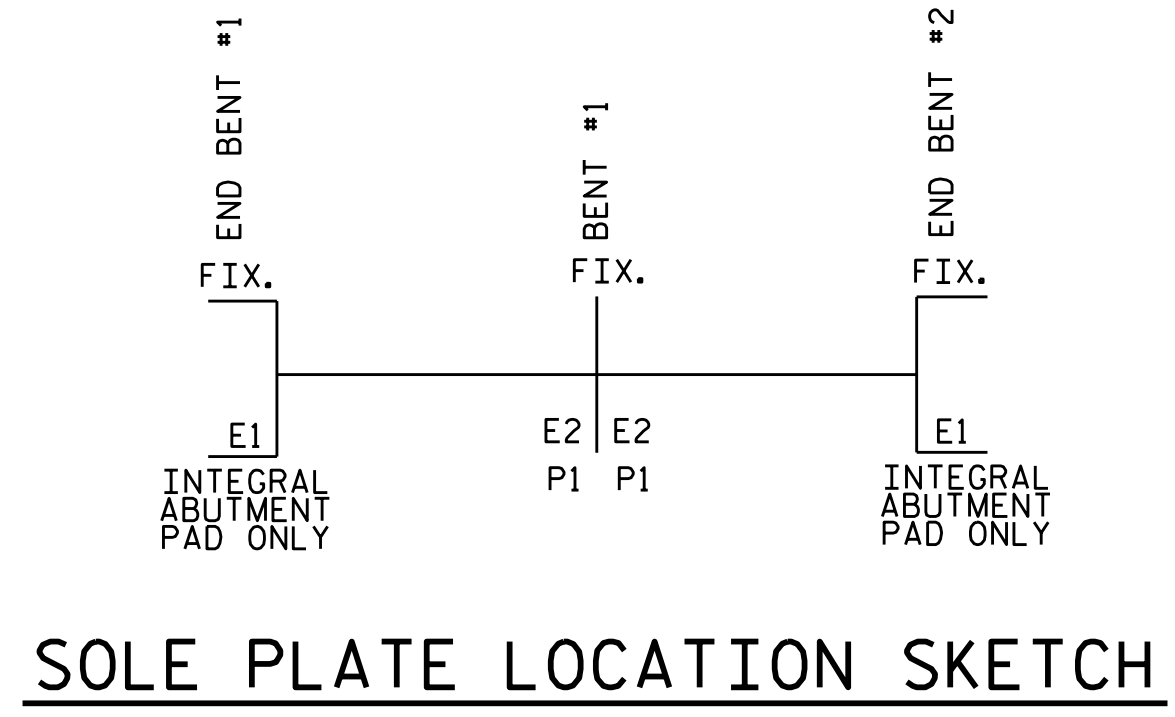 END BENT #1
BENT #1
END BENT #2
FIX.
FIX.
FIX.
E1
E2
E2
E1
P1
P1
INTEGRAL
ABUTMENT
PAD ONLY
INTEGRAL
ABUTMENT
PAD ONLY
SOLE PLATE LOCATION SKETCH